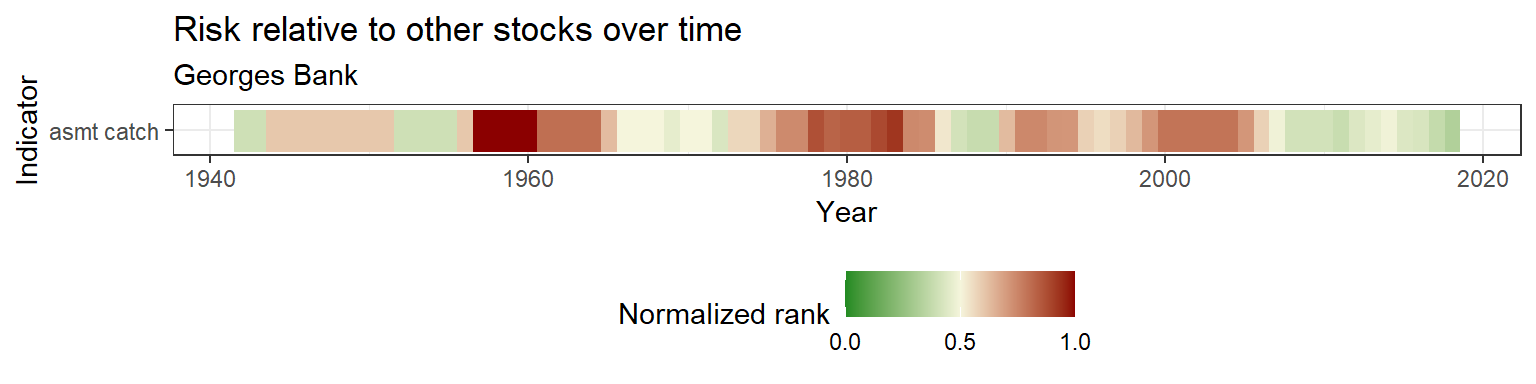 Risk relative to other stocks over time
Georges Bank
Indicator
asmt catch
1940 1960 1980 2000 2020
Year
Normalized rank
0.0 0.5 1.0